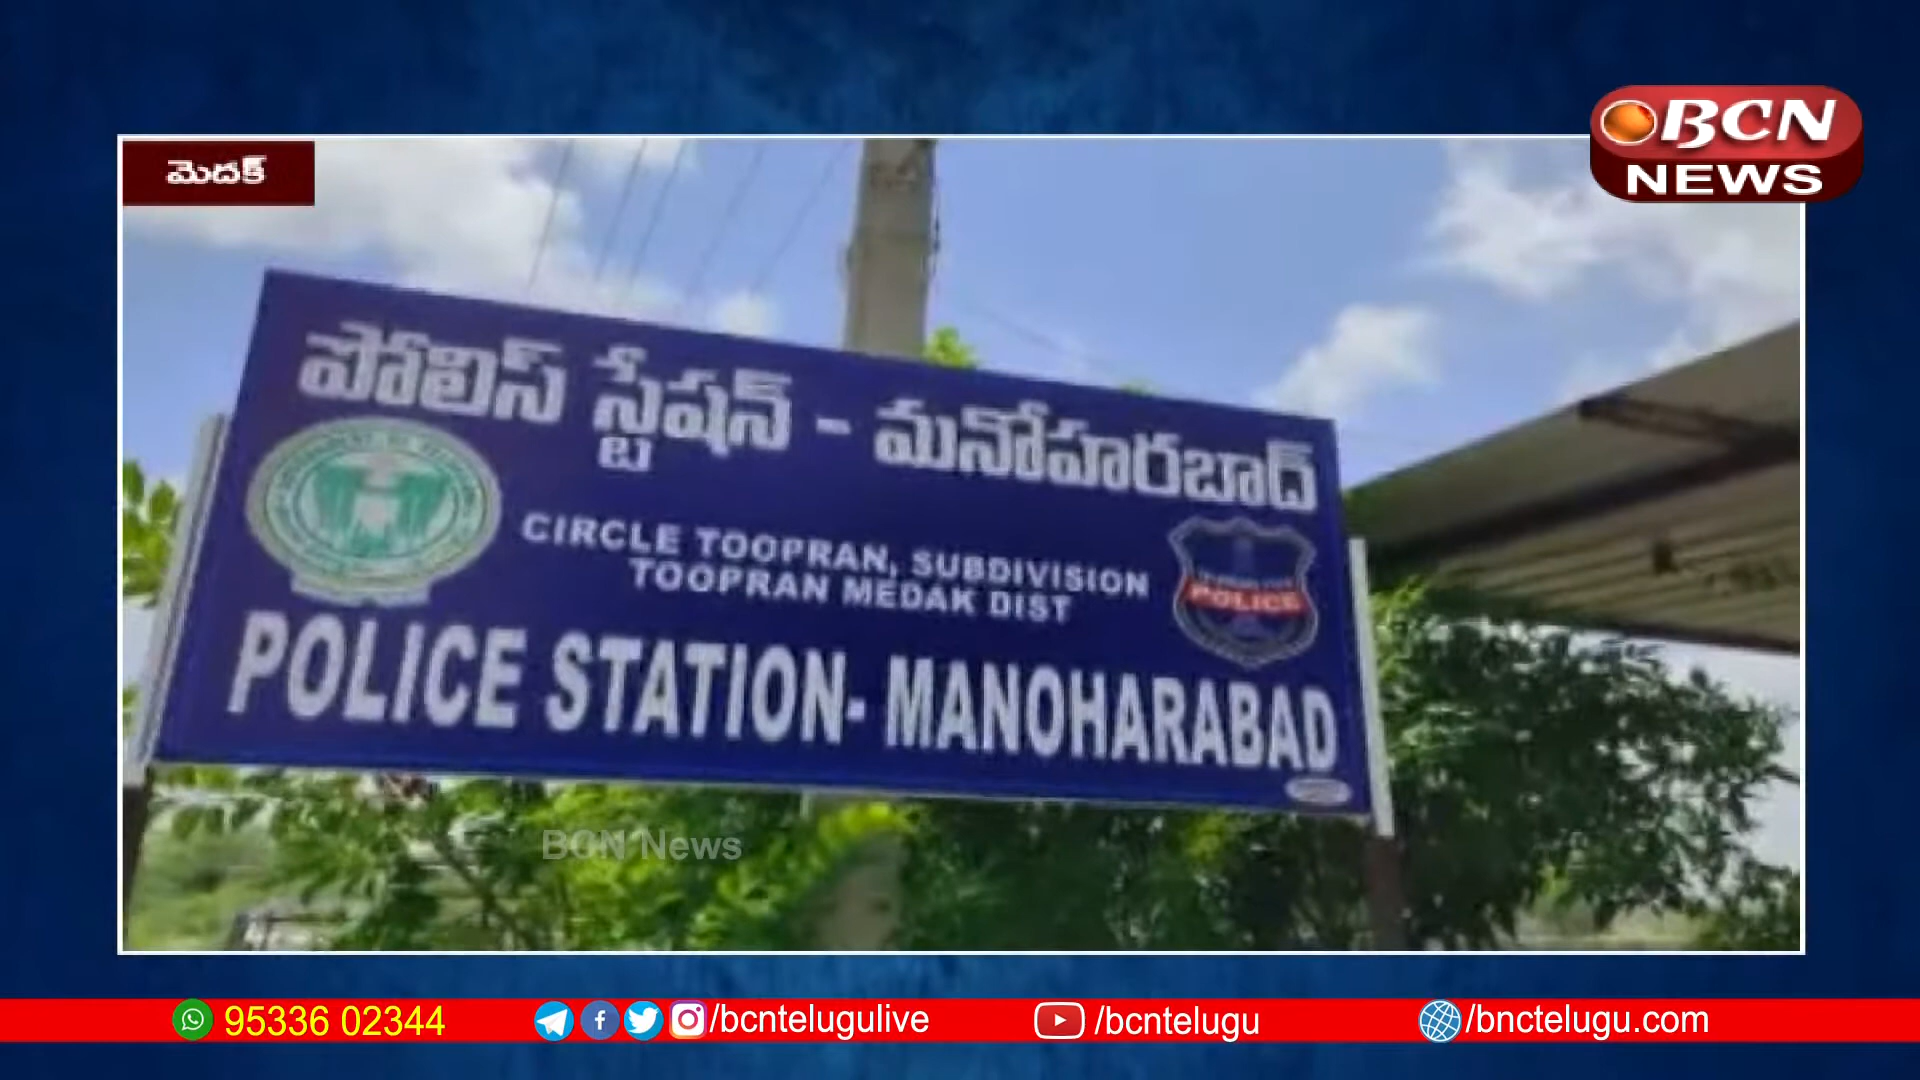 BCN
NEWS
మెదక్
పోలిస్ స్టేషన్ - మనోహరబాద్
CIRCLE TOOPRAN, SUBDIVISION
TOOPRAN MEDAK DIST
POLICE
POLICE STATION- MANOHARABAD
BCN News
95336 02344
/bcntelugulive
/bcntelugu
/bnctelugu.com